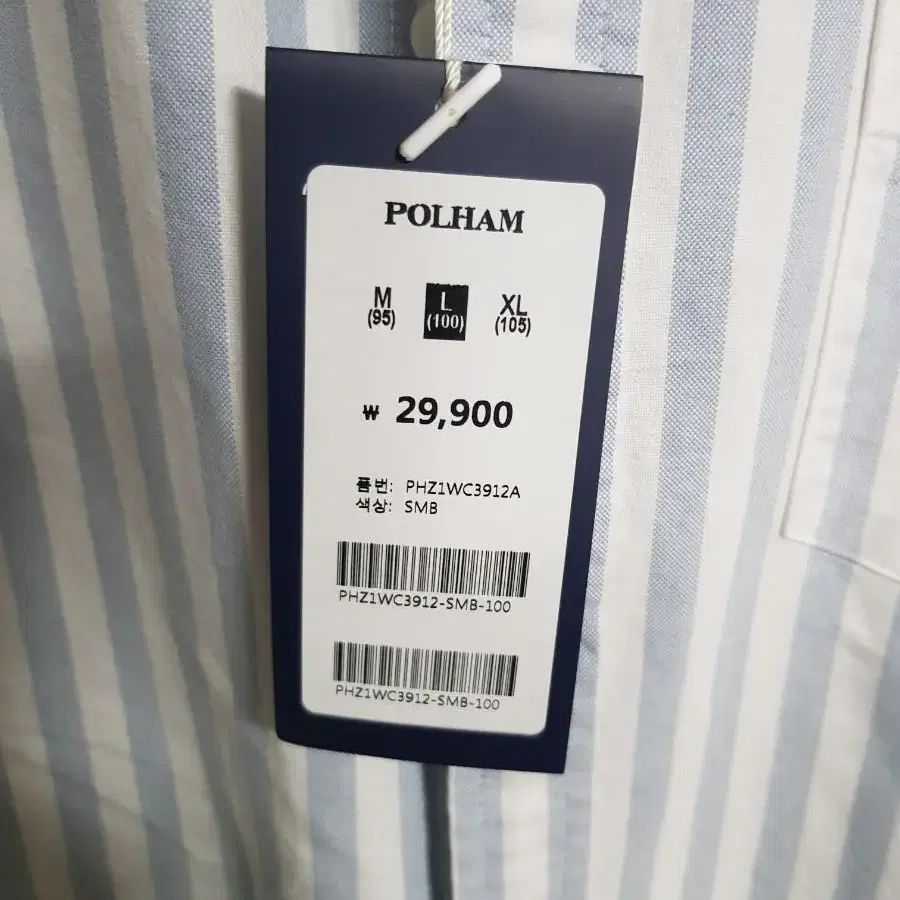 POLHAM
M L XL
(95) (100) (105)
₩ 29,900
품번: PHZ1WC3912A
색상: SMB
PHZ1WC3912-SMB-100
PHZ1WC3912-SMB-100